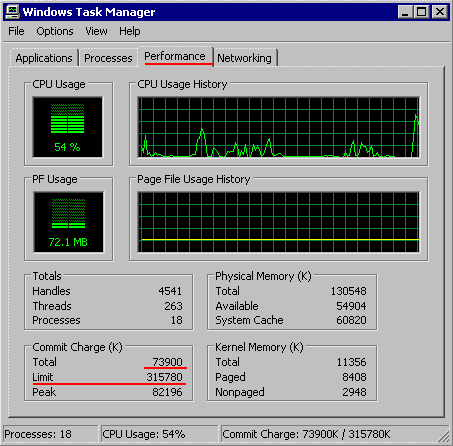 Windows Task Manager
File Options View Help
Applications Processes Performance Networking
CPU Usage
54 %
CPU Usage History
PF Usage
72.1 MB
Page File Usage History
Totals
Handles 4541
Threads 263
Processes 18
Physical Memory (K)
Total 130548
Available 54904
System Cache 60820
Commit Charge (K)
Total 73900
Limit 315780
Peak 82196
Kernel Memory (K)
Total 11356
Paged 8408
Nonpaged 2948
Processes: 18 CPU Usage: 54% Commit Charge: 73900K / 315780K